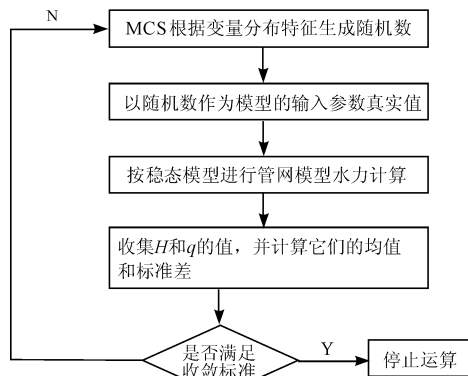 N
MCS根据变量分布特征生成随机数
以随机数作为模型的输入参数真实值
按稳态模型进行管网模型水力计算
收集H和q的值，并计算它们的均值
和标准差
是否满足
收敛标准
Y
停止运算